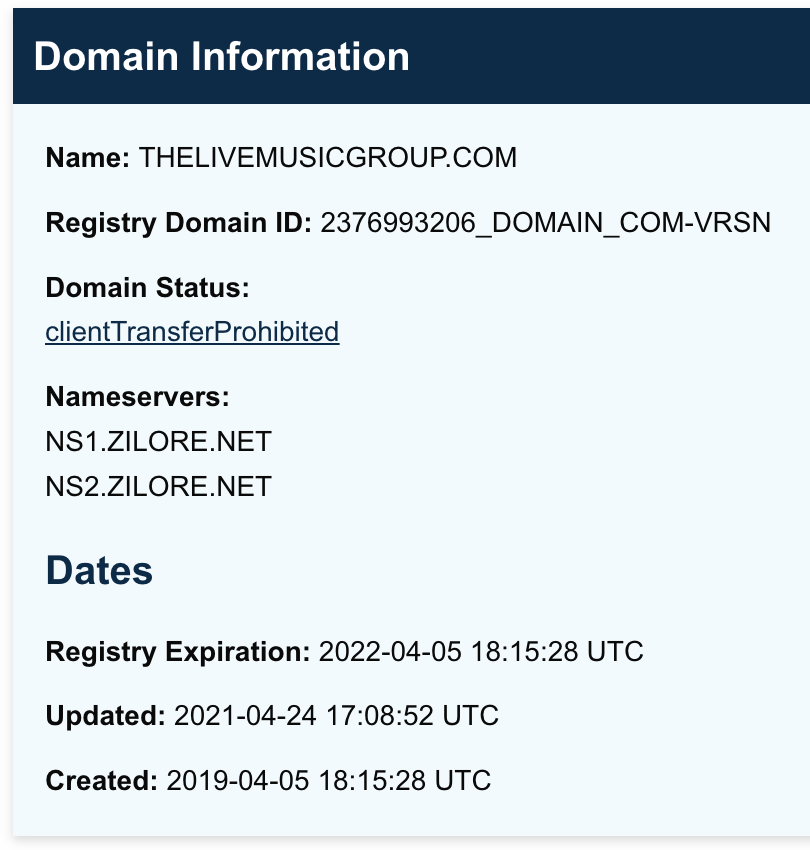 Domain Information
Name: THELIVEMUSICGROUP.COM
Registry Domain ID: 2376993206_DOMAIN_COM-VRSN
Domain Status:
clientTransferProhibited
Nameservers:
NS1.ZILORE.NET
NS2.ZILORE.NET
Dates
Registry Expiration: 2022-04-05 18:15:28 UTC
Updated: 2021-04-24 17:08:52 UTC
Created: 2019-04-05 18:15:28 UTC